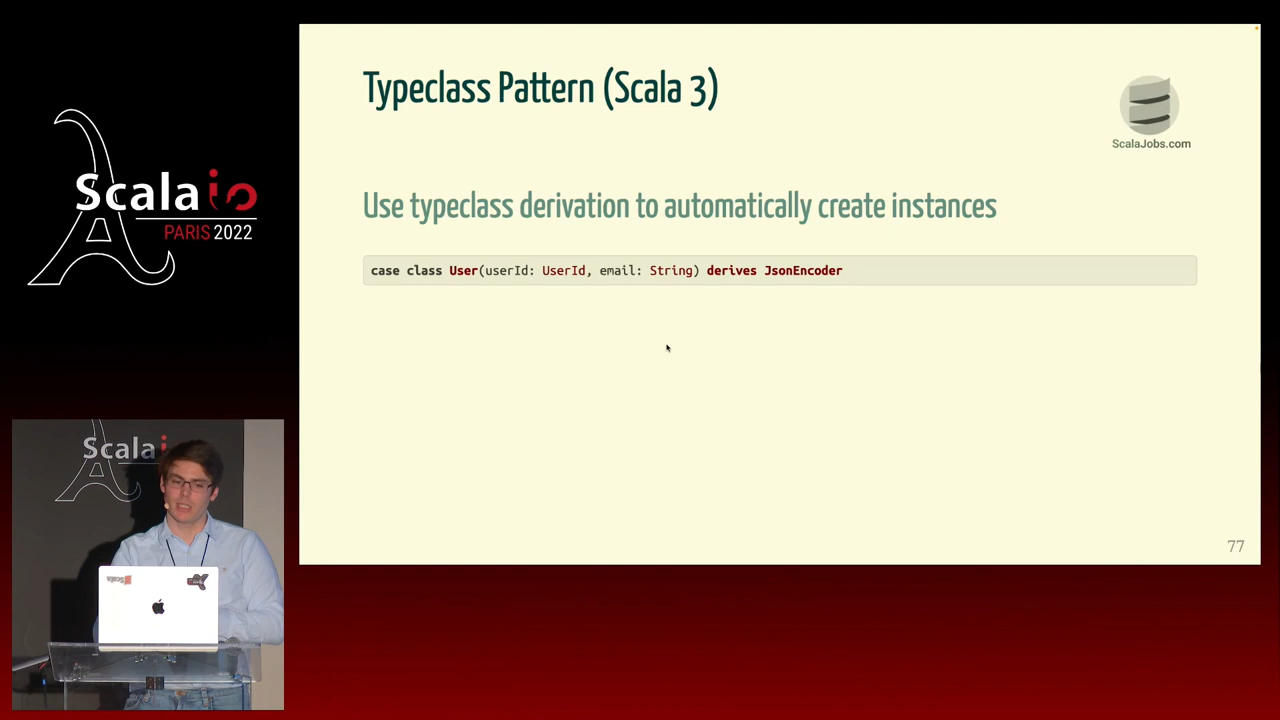 Typeclass Pattern (Scala 3)
ScalaJobs.com
Use typeclass derivation to automatically create instances
case class User(userId: UserId, email: String) derives JsonEncoder
77
Scala io
PARIS 2022
Scala i